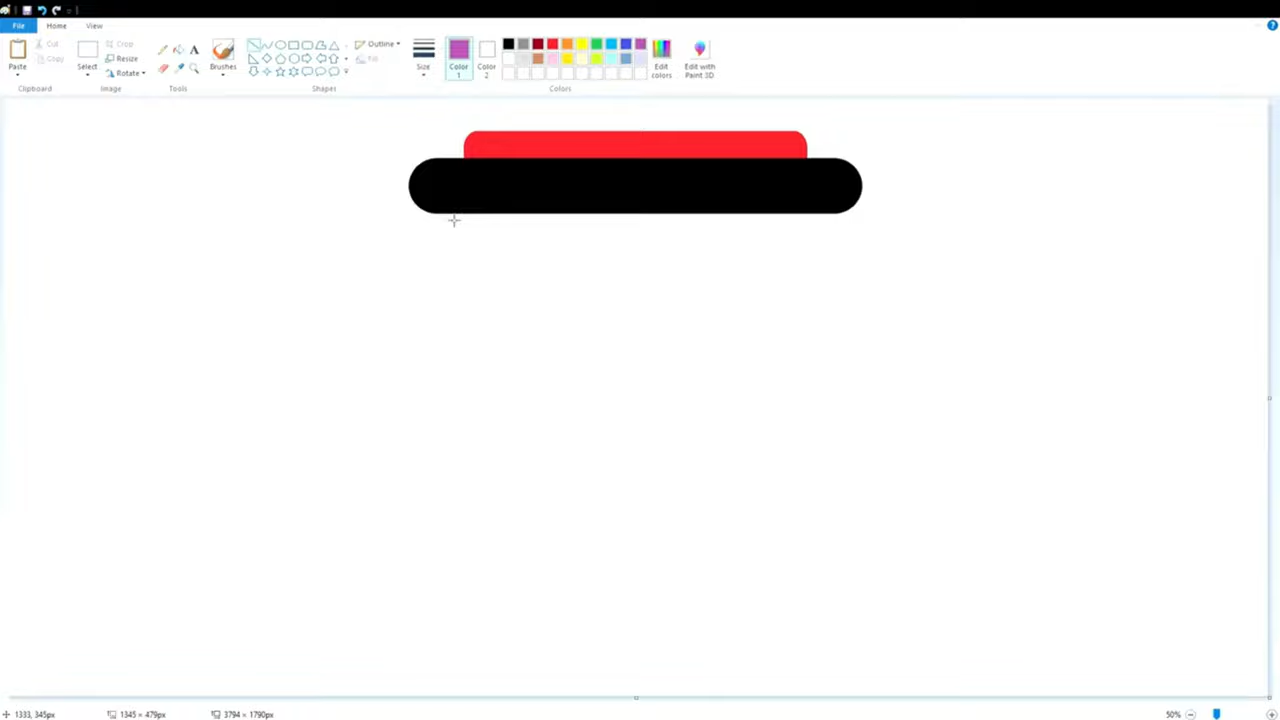 File Home View
Paste
Cut
Copy
Clipboard
Select
Crop
Resize
Rotate
Image
A
Tools
Brushes
Outline
Fill
Shapes
Size
Color 1
Color 2
Edit colors
Edit with Paint 3D
Colors
1333, 345px 1345 × 479px 3794 × 1790px 50%